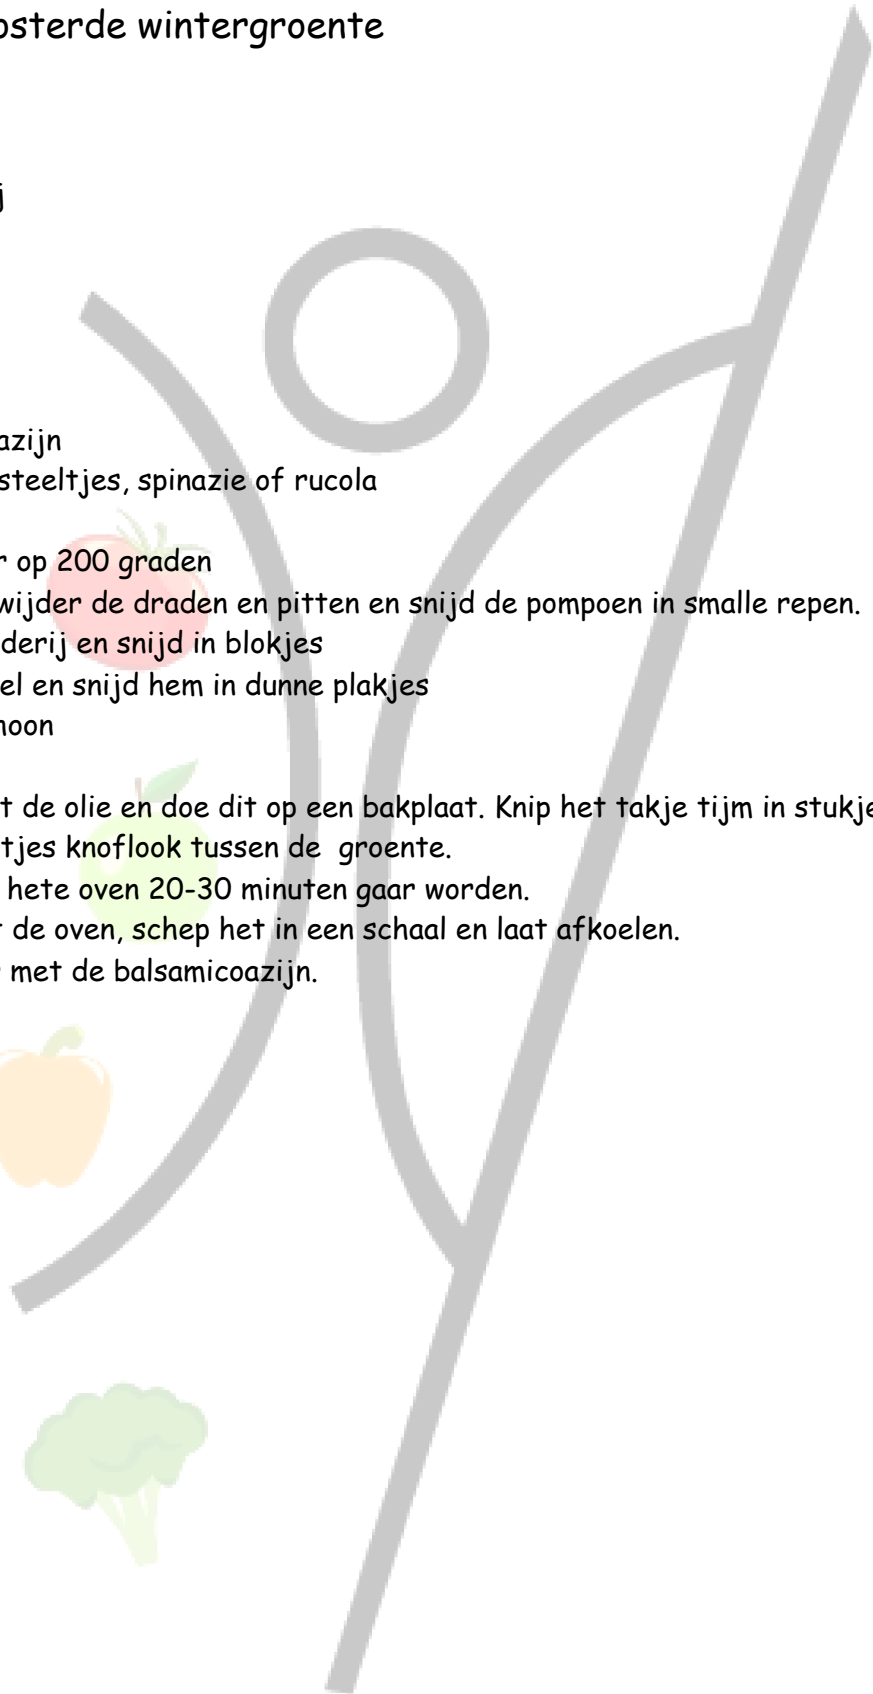 osterde wintergroente
j
azijn
steeltjes, spinazie of rucola
r op 200 graden
wijder de draden en pitten en snijd de pompoen in smalle repen.
derij en snijd in blokjes
el en snijd hem in dunne plakjes
hoon
t de olie en doe dit op een bakplaat. Knip het takje tijm in stukje
tjes knoflook tussen de groente.
hete oven 20-30 minuten gaar worden.
t de oven, schep het in een schaal en laat afkoelen.
met de balsamicoazijn.